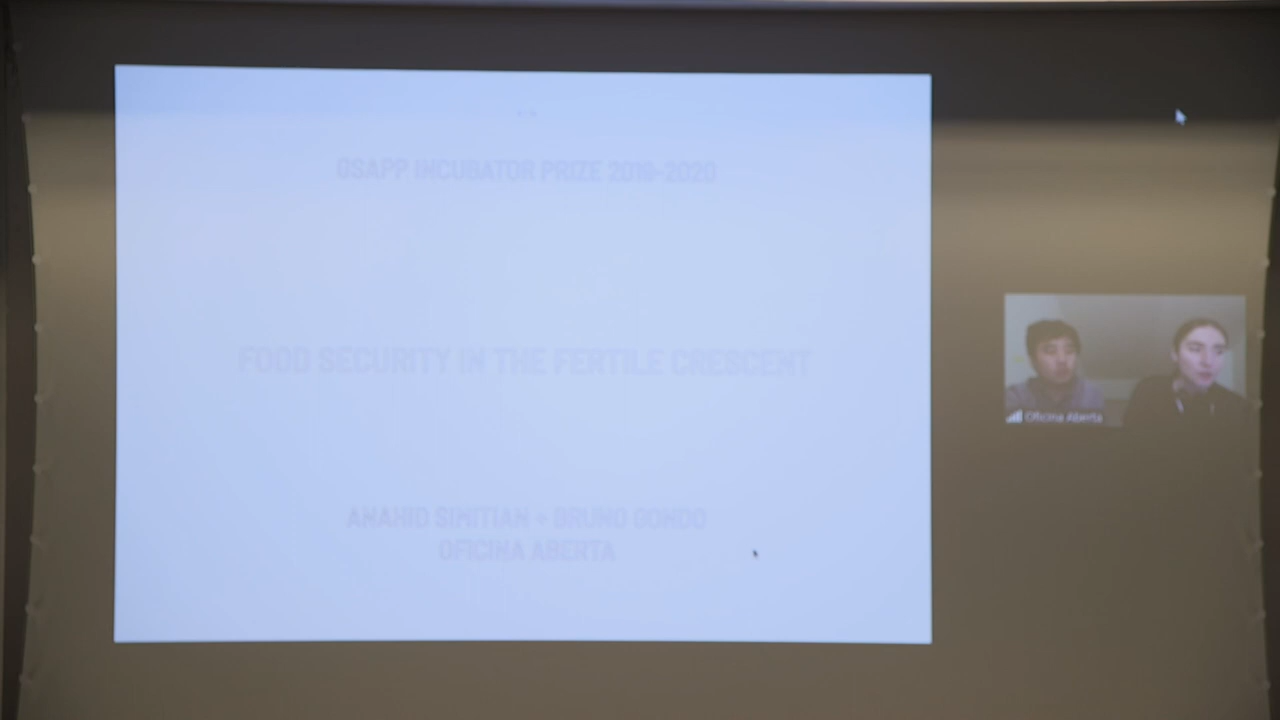 GSAPP INCUBATOR PRIZE 2019-2020
FOOD SECURITY IN THE FERTILE CRESCENT
ANAHID SIMITIAN + BRUNO GONDO
OFICINA ABERTA
Oficina Aberta